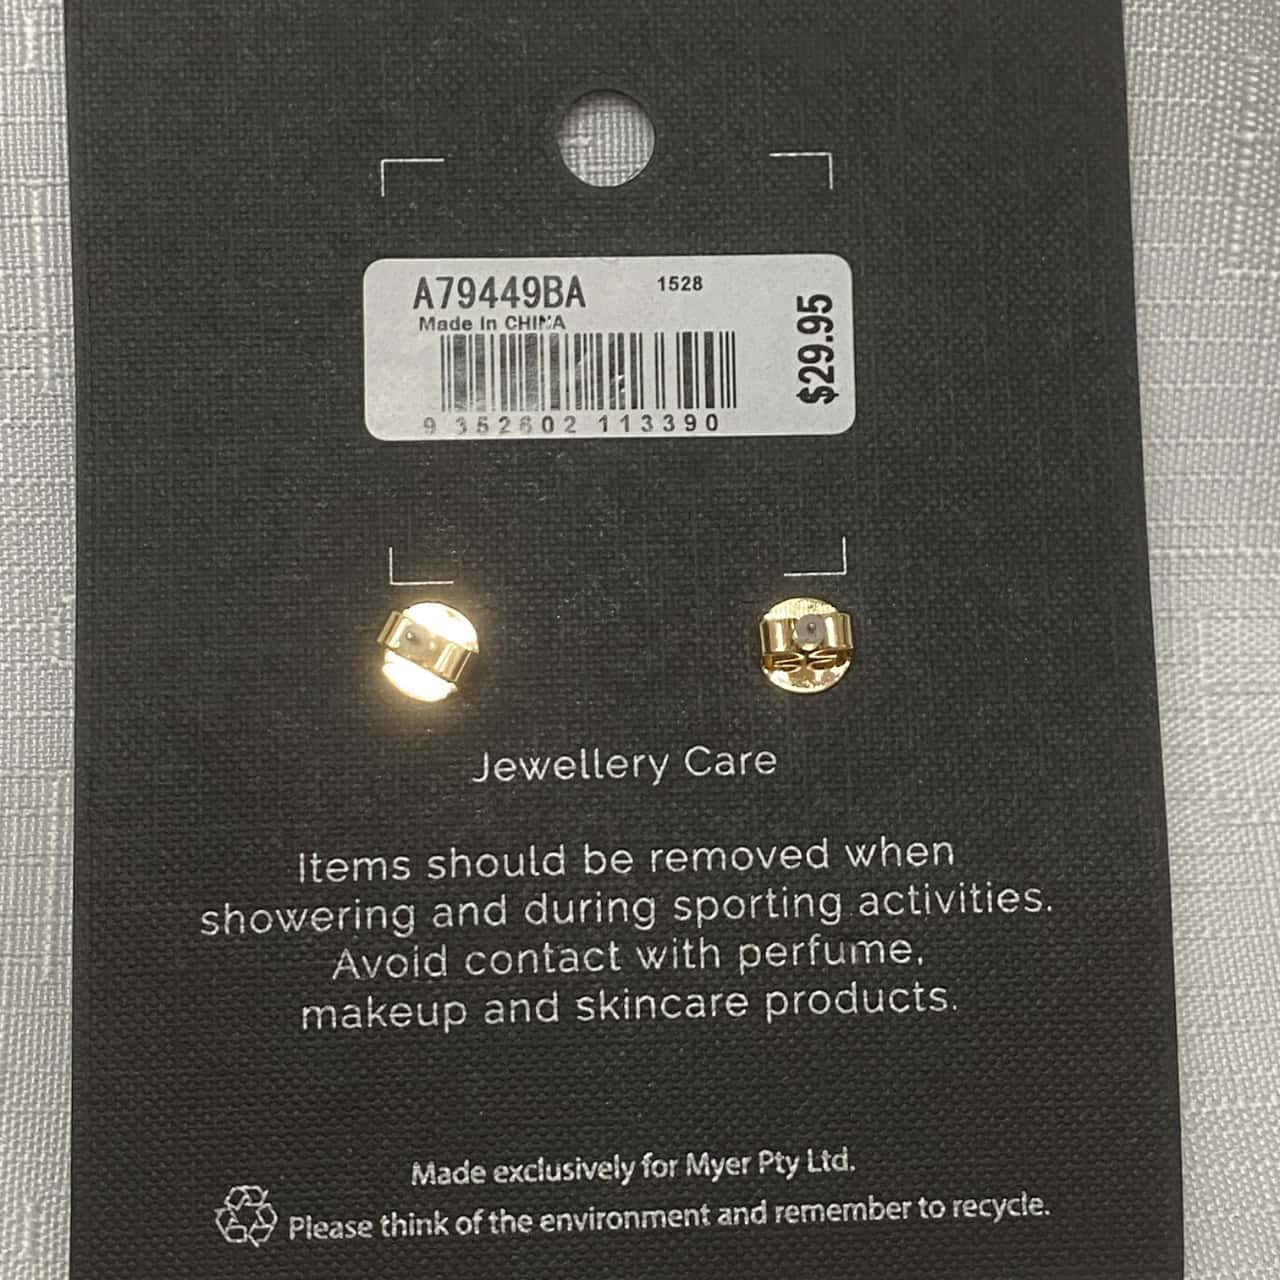 A79449BA 1528
Made In CHINA
$29.95
9 352602 113390
Jewellery Care
Items should be removed when
showering and during sporting activities.
Avoid contact with perfume,
makeup and skincare products.
Made exclusively for Myer Pty Ltd.
Please think of the environment and remember to recycle.